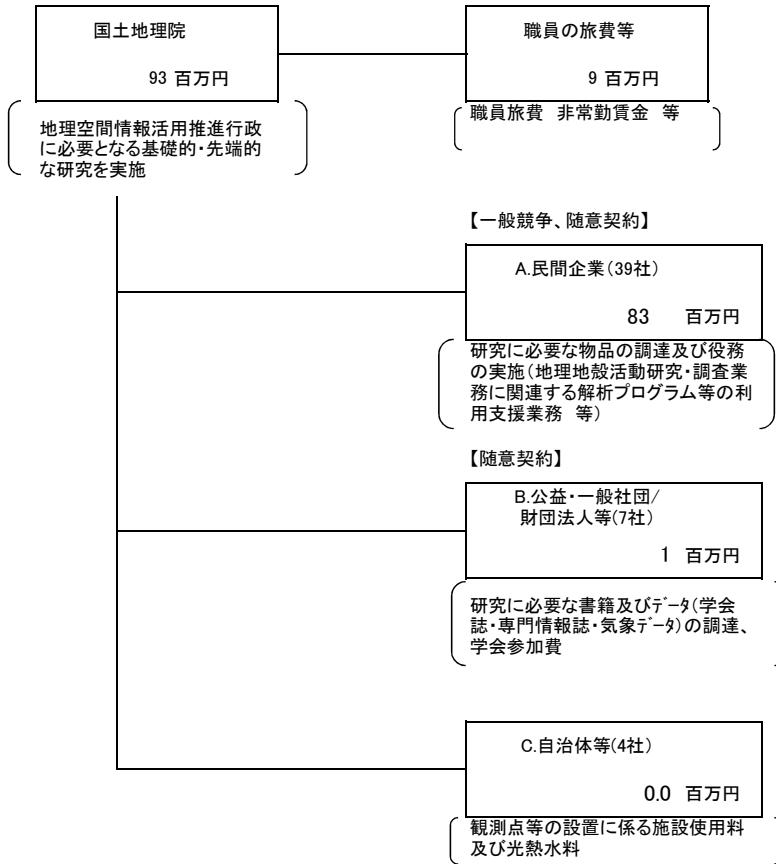 国土地理院
93 百万円
地理空間情報活用推進行政
に必要となる基礎的・先端的
な研究を実施
職員の旅費等
9 百万円
職員旅費 非常勤賃金 等
【一般競争、随意契約】
A.民間企業(39社)
83 百万円
研究に必要な物品の調達及び役務
の実施(地理地殻活動研究・調査業
務に関連する解析プログラム等の利
用支援業務 等)
【随意契約】
B.公益・一般社団/
財団法人等(7社)
1 百万円
研究に必要な書籍及びﾃﾞｰﾀ(学会
誌・専門情報誌・気象ﾃﾞｰﾀ)の調達、
学会参加費
C.自治体等(4社)
0.0 百万円
観測点等の設置に係る施設使用料
及び光熱水料